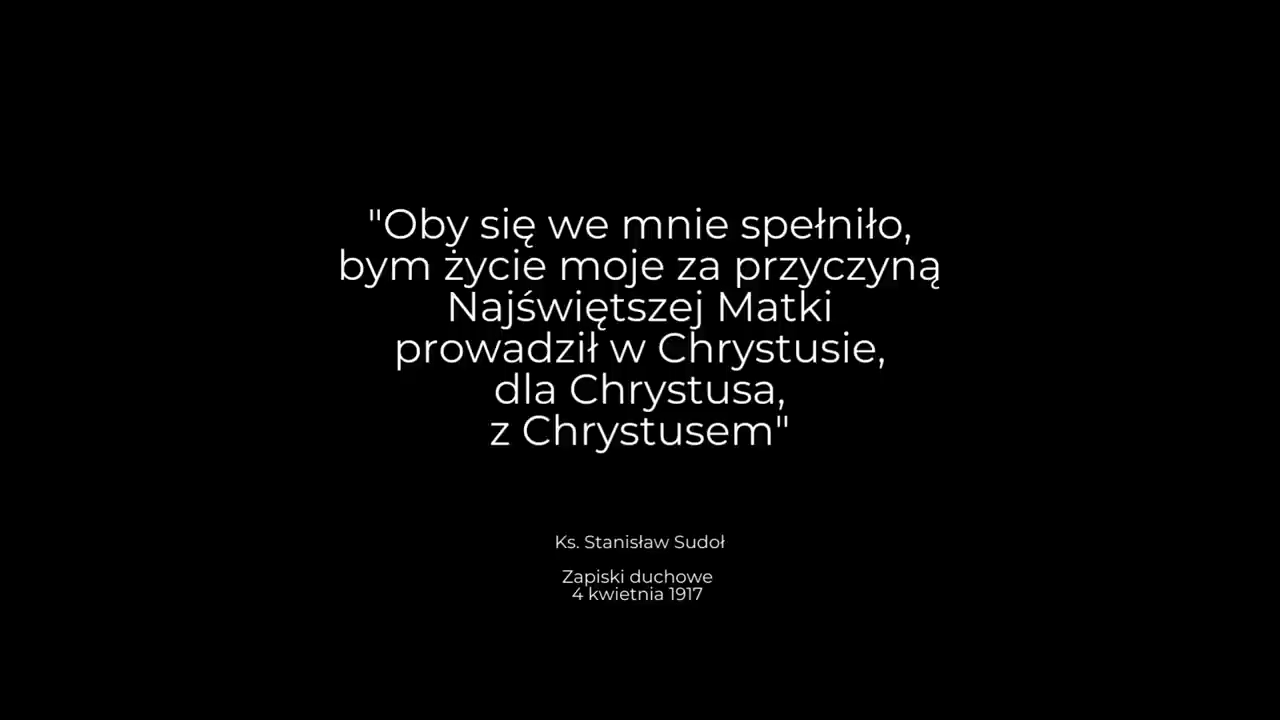 "Oby się we mnie spełniło,
bym życie moje za przyczyną
Najświętszej Matki
prowadził w Chrystusie,
dla Chrystusa,
z Chrystusem"
Ks. Stanisław Sudoł
Zapiski duchowe
4 kwietnia 1917